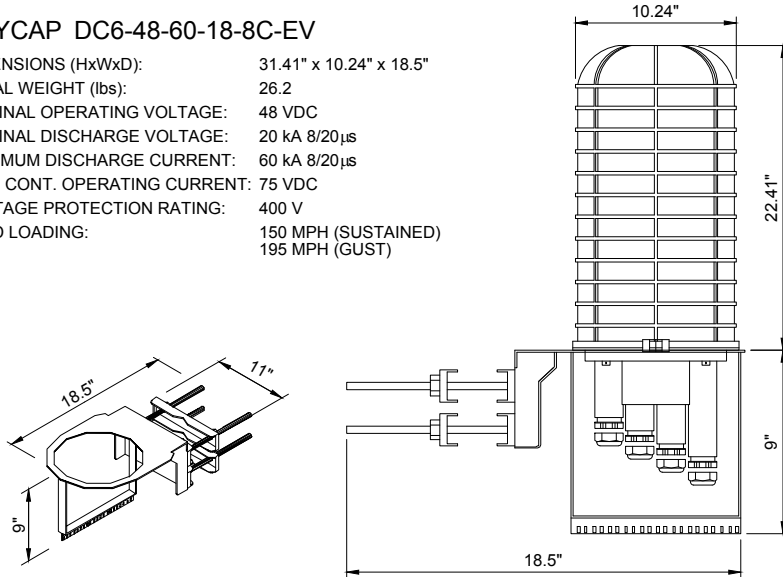 YCAP DC6-48-60-18-8C-EV
ENSIONS (HxWxD): 31.41" x 10.24" x 18.5"
AL WEIGHT (lbs): 26.2
INAL OPERATING VOLTAGE: 48 VDC
INAL DISCHARGE VOLTAGE: 20 kA 8/20µs
MUM DISCHARGE CURRENT: 60 kA 8/20µs
CONT. OPERATING CURRENT: 75 VDC
TAGE PROTECTION RATING: 400 V
LOADING: 150 MPH (SUSTAINED)
195 MPH (GUST)
10.24"
22.41"
18.5"
11"
9"
9"
18.5"